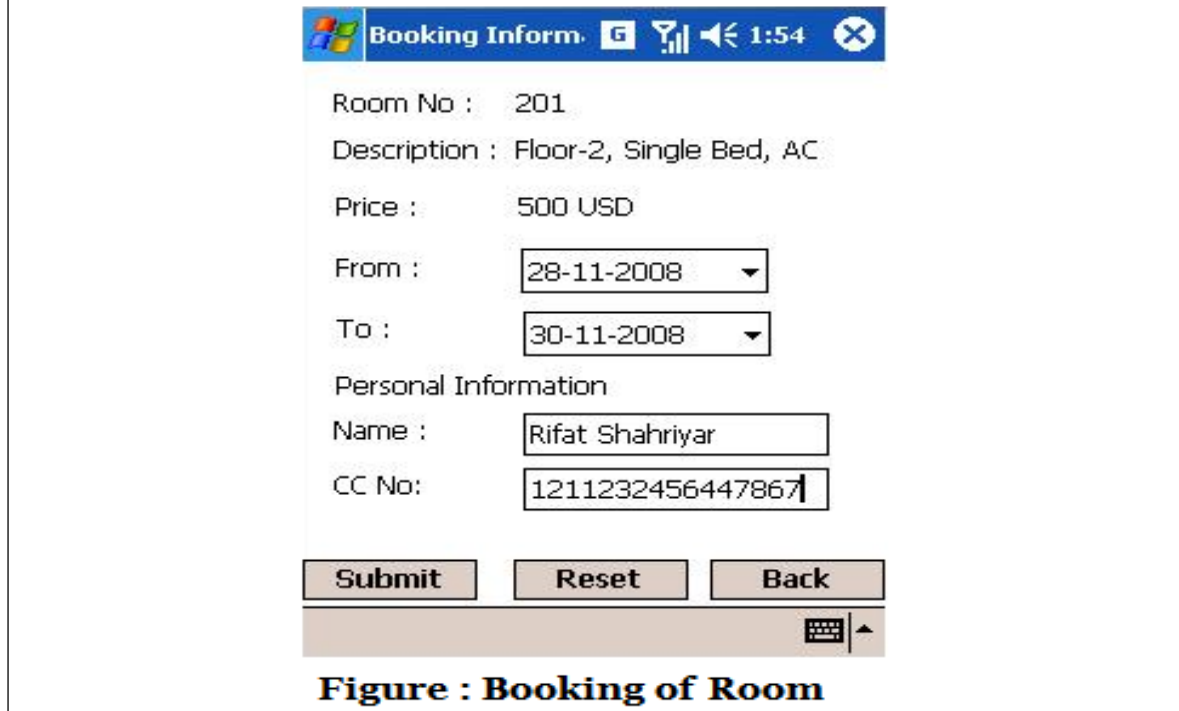 Booking Inform. G 1:54
Room No : 201
Description : Floor-2, Single Bed, AC
Price : 500 USD
From : 28-11-2008
To : 30-11-2008
Personal Information
Name : Rifat Shahriyar
CC No: 1211232456447867
Submit Reset Back
Figure : Booking of Room